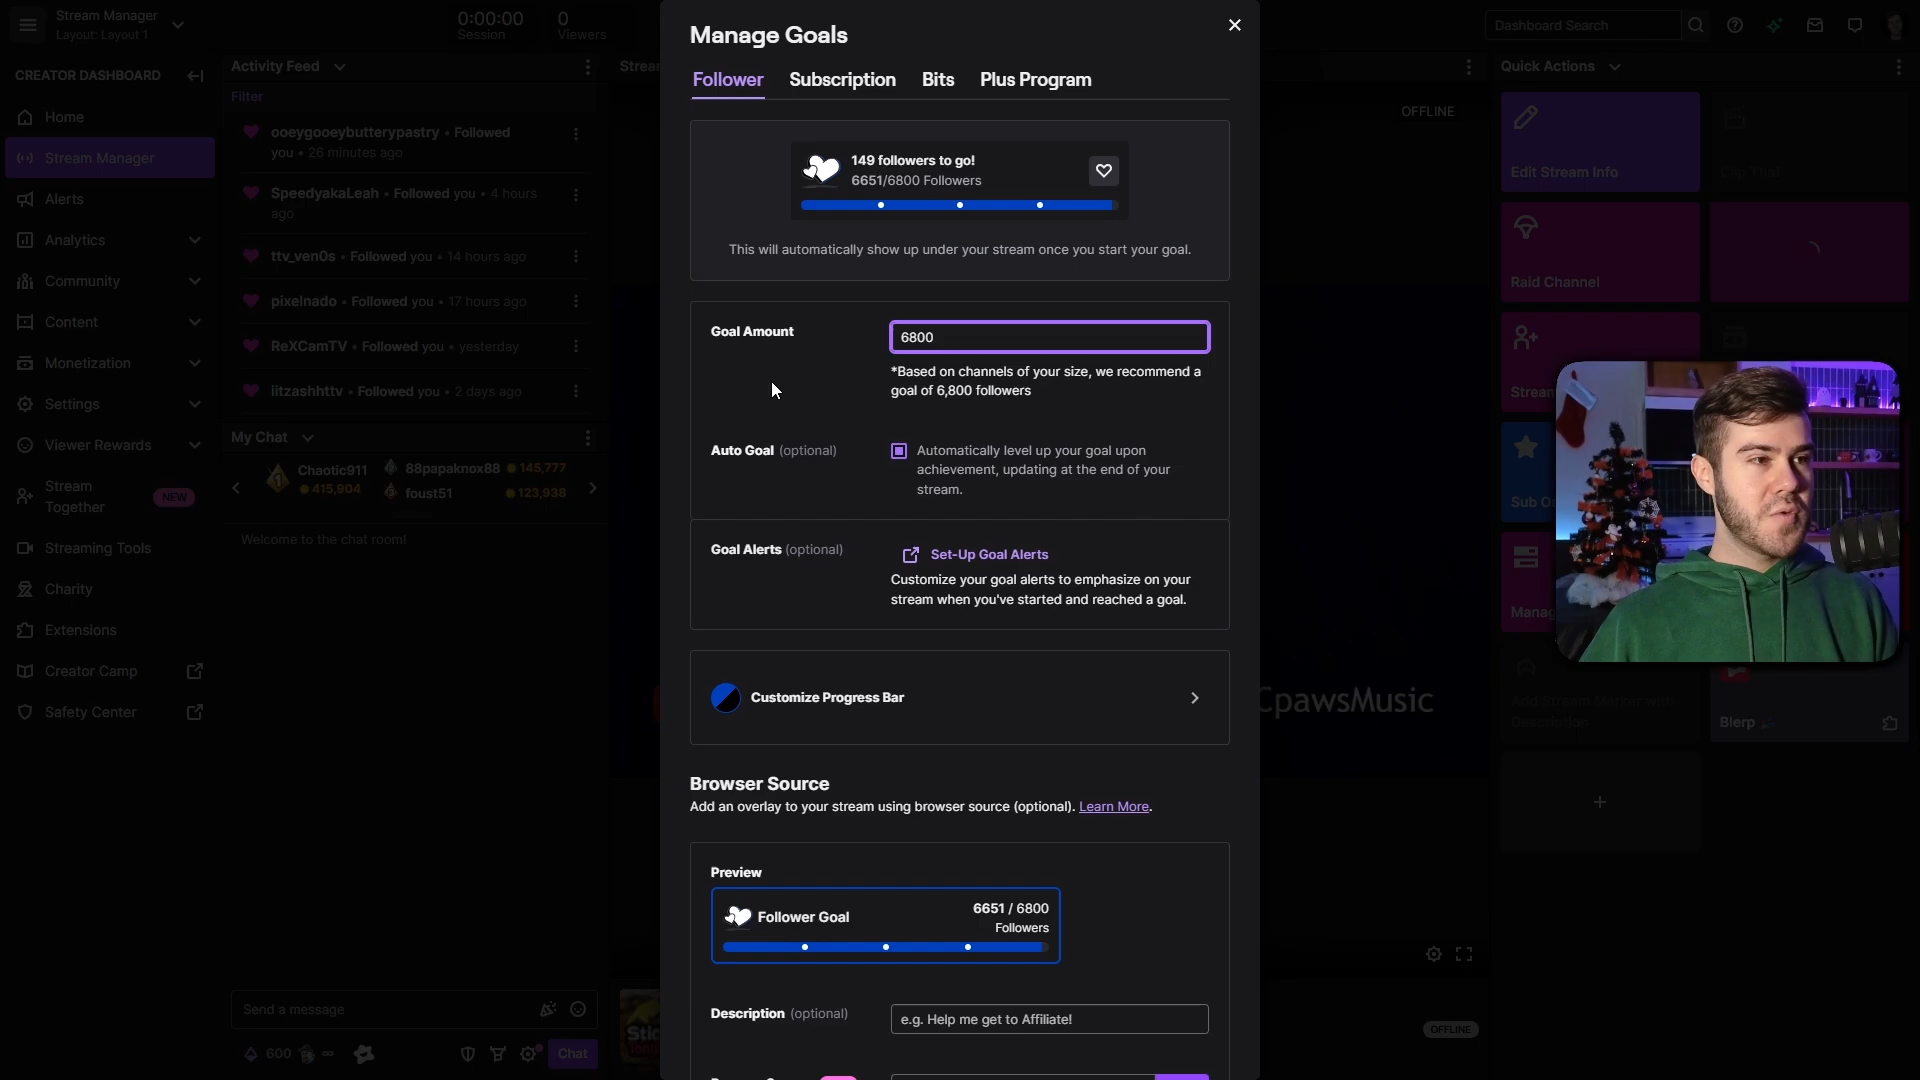 Stream Manager
Layout: Layout 1
0:00:00
Session
0
Viewers
Dashboard Search
CREATOR DASHBOARD
Home
Stream Manager
Alerts
Analytics
Community
Content
Monetization
Settings
Viewer Rewards
Stream
Together
NEW
Streaming Tools
Charity
Extensions
Creator Camp
Safety Center
Activity Feed
Filter
ooeygooeybutterypastry • Followed
you • 26 minutes ago
SpeedyakaLeah • Followed you • 4 hours
ago
ttv_ven0s • Followed you • 14 hours ago
pixelnado • Followed you • 17 hours ago
ReXCamTV • Followed you • yesterday
iitzashhttv • Followed you • 2 days ago
My Chat
1
Chaotic911
415,904
88papaknox88
145,777
foust51
123,938
Welcome to the chat room!
Send a message
600
Chat
Manage Goals
Follower
Subscription
Bits
Plus Program
149 followers to go!
6651/6800 Followers
This will automatically show up under your stream once you start your goal.
Goal Amount
6800
*Based on channels of your size, we recommend a
goal of 6,800 followers
Auto Goal (optional)
Automatically level up your goal upon
achievement, updating at the end of your
stream.
Goal Alerts (optional)
Set-Up Goal Alerts
Customize your goal alerts to emphasize on your
stream when you've started and reached a goal.
Customize Progress Bar
Browser Source
Add an overlay to your stream using browser source (optional). Learn More.
Preview
Follower Goal
6651 / 6800
Followers
Description (optional)
e.g. Help me get to Affiliate!
OFFLINE
CpawsMusic
OFFLINE
Quick Actions
Edit Stream Info
Clip That
Raid Channel
Add Stream Marker with
Description
Blerp